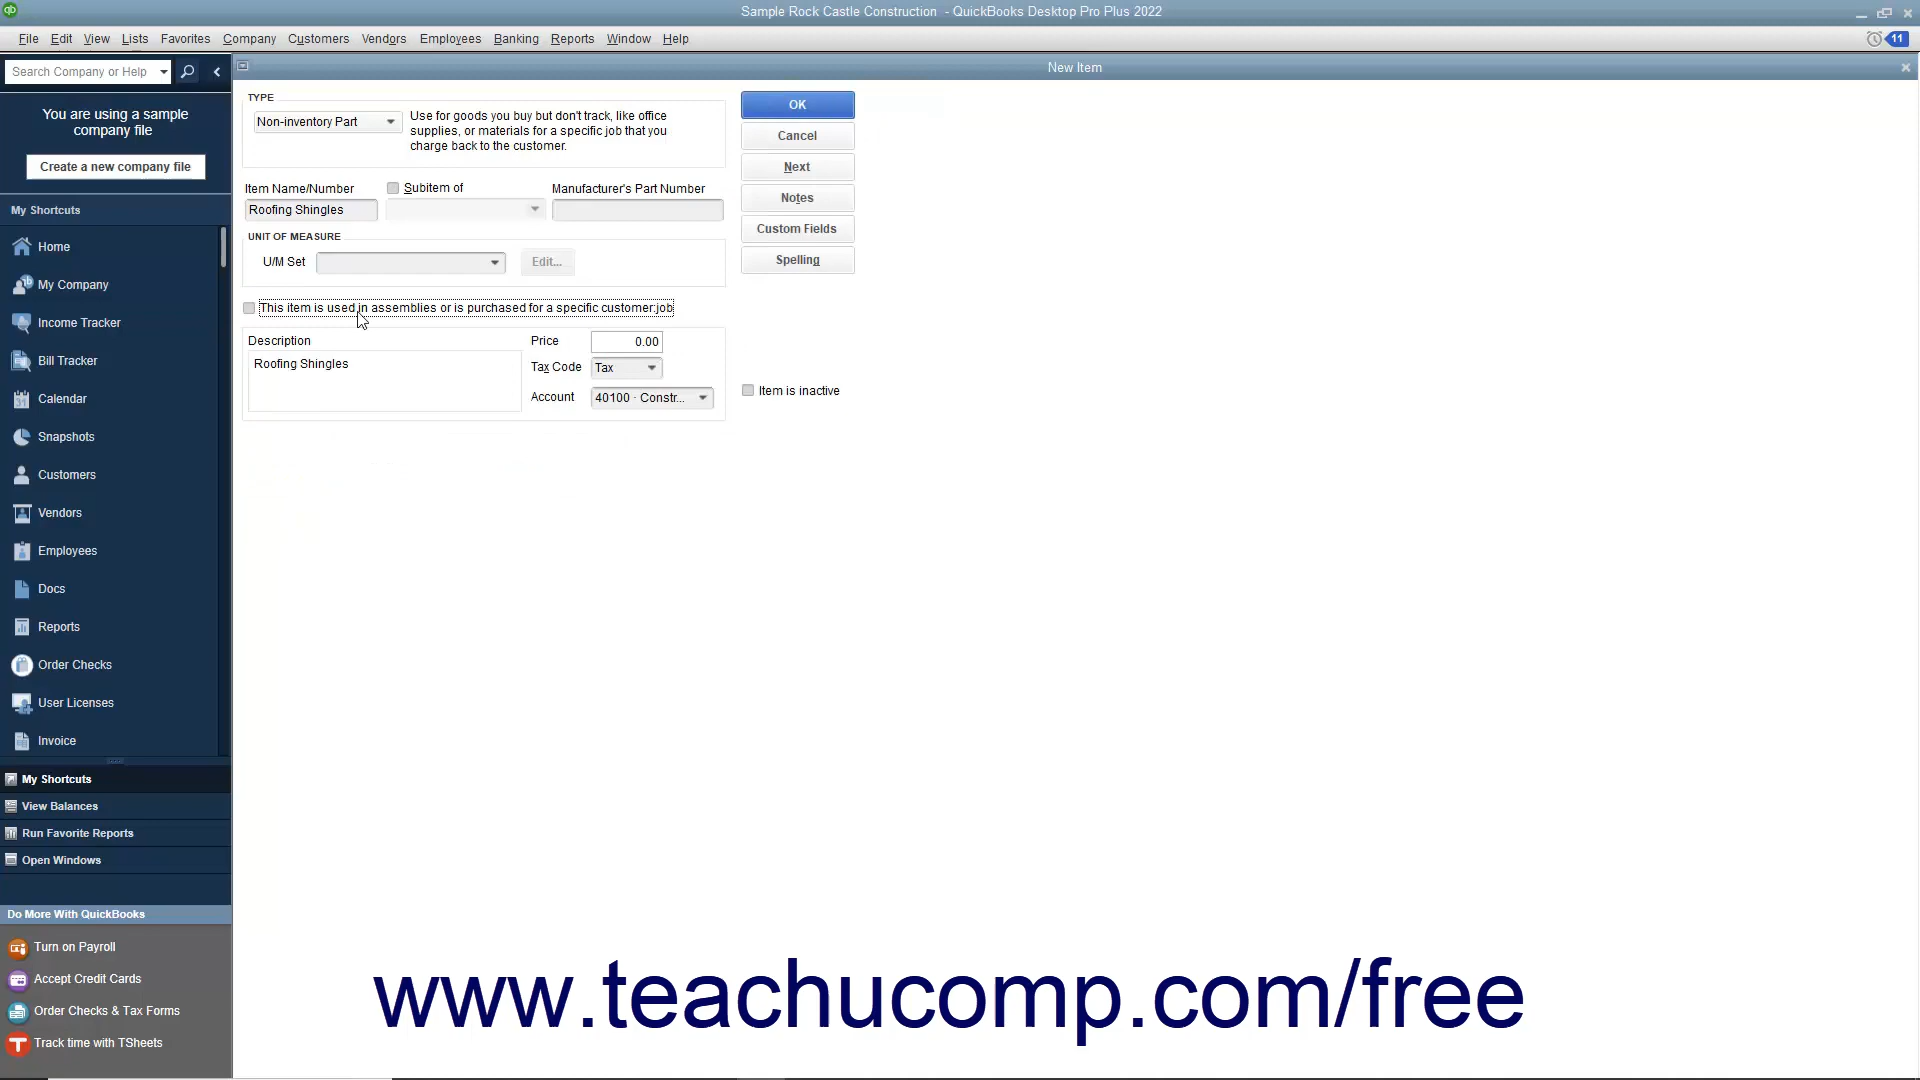 qb
Sample Rock Castle Construction - QuickBooks Desktop Pro Plus 2022
File Edit View Lists Favorites Company Customers Vendors Employees Banking Reports Window Help
11
Search Company or Help
New Item
You are using a sample
company file
Create a new company file
My Shortcuts
Home
My Company
Income Tracker
Bill Tracker
31
Calendar
Snapshots
Customers
Vendors
Employees
Docs
Reports
Order Checks
User Licenses
Invoice
My Shortcuts
View Balances
Run Favorite Reports
Open Windows
Do More With QuickBooks
Turn on Payroll
Accept Credit Cards
Order Checks & Tax Forms
T
Track time with TSheets
TYPE
Non-inventory Part
Use for goods you buy but don't track, like office
supplies, or materials for a specific job that you
charge back to the customer.
Item Name/Number
Subitem of
Manufacturer's Part Number
Roofing Shingles
UNIT OF MEASURE
U/M Set
Edit...
This item is used in assemblies or is purchased for a specific customer:job
Description
Roofing Shingles
Price
0.00
Tax Code
Tax
Account
40100 · Constr...
OK
Cancel
Next
Notes
Custom Fields
Spelling
Item is inactive
www.teachucomp.com/free